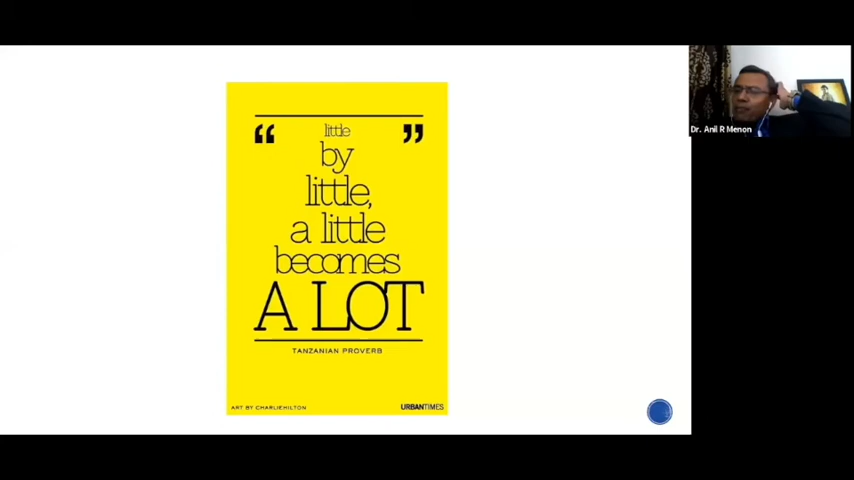 “ ”
little
by
little,
a little
becomes
A LOT
TANZANIAN PROVERB
ART BY CHARLIEHILTON
URBANTIMES
Dr. Anil R Menon